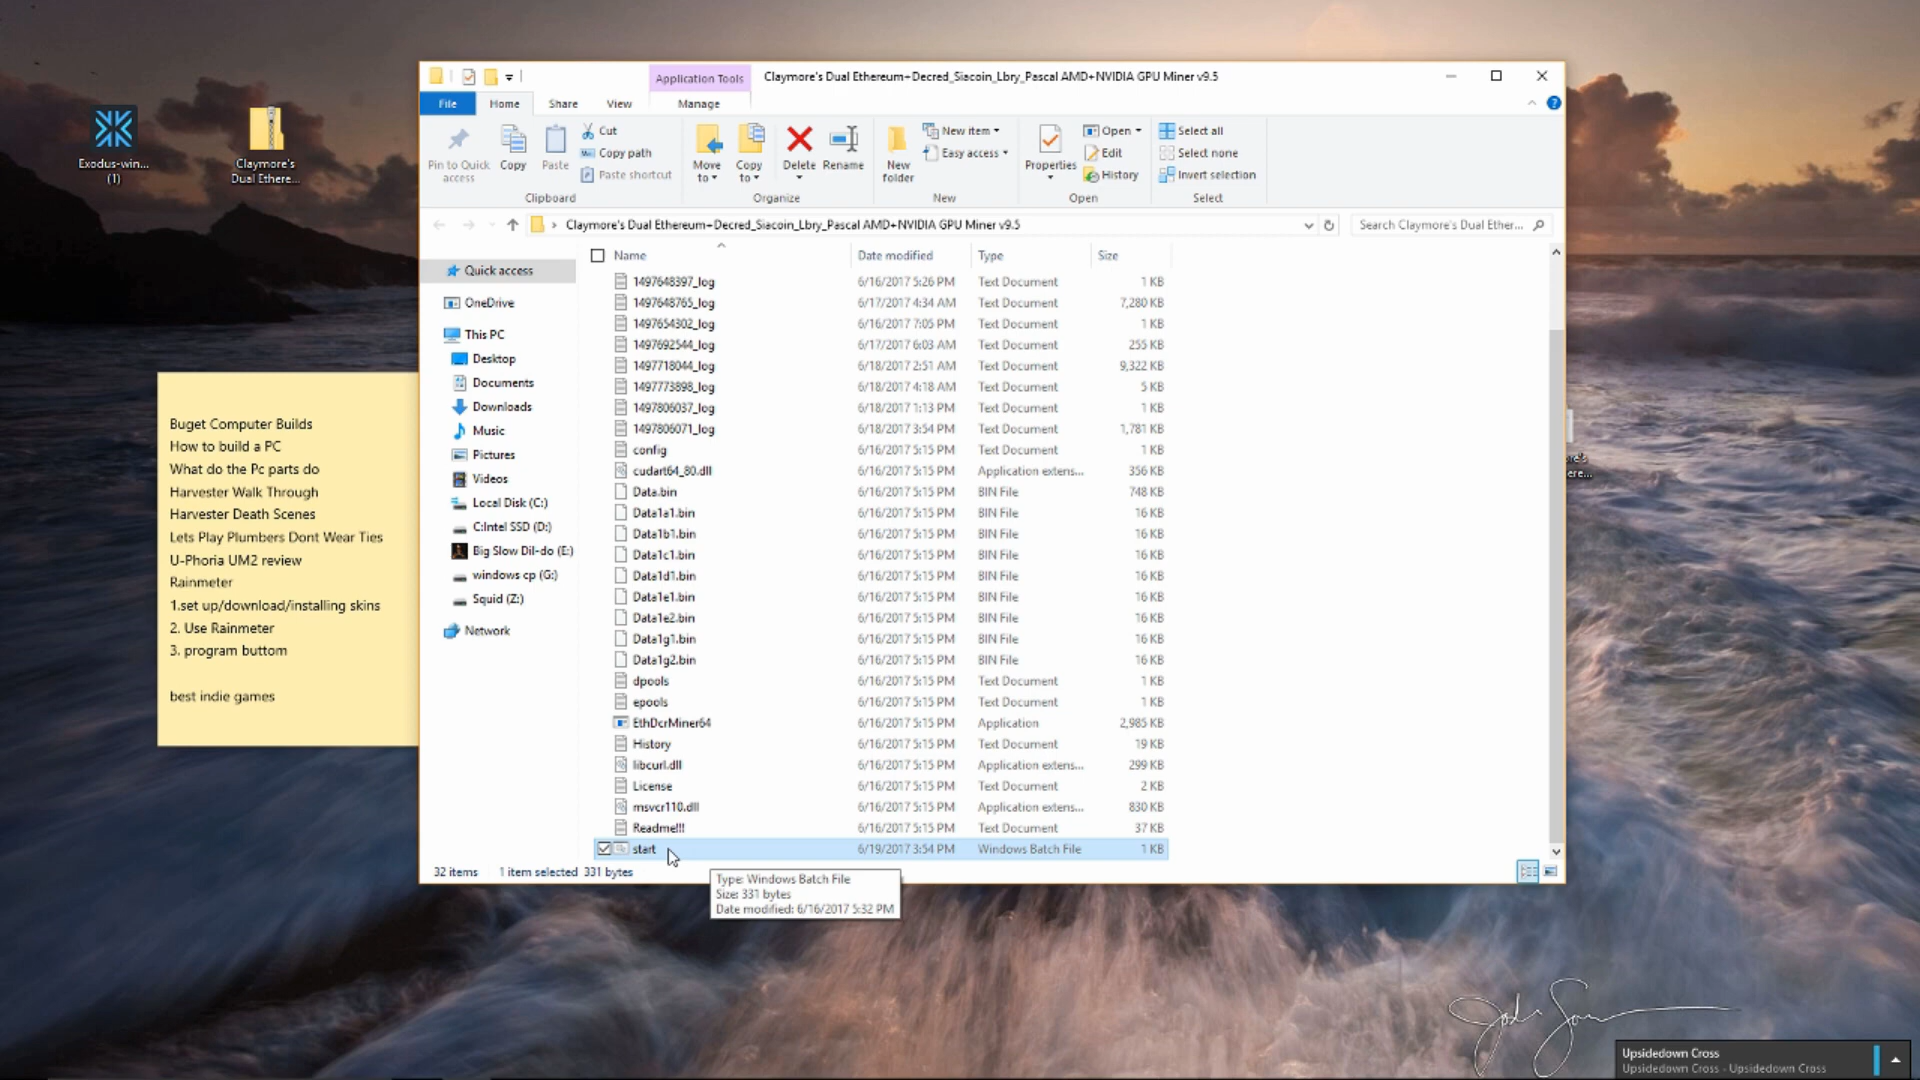 Application Tools
Claymore's Dual Ethereum+Decred_Siacoin_Lbry_Pascal AMD+NVIDIA GPU Miner v9.5
File
Home
Share
View
Manage
Pin to Quick access
Copy
Paste
Cut
Copy path
Paste shortcut
Clipboard
Move to
Copy to
Delete
Rename
Organize
New folder
New item
Easy access
New
Properties
Open
Edit
History
Open
Select all
Select none
Invert selection
Select
Claymore's Dual Ethereum+Decred_Siacoin_Lbry_Pascal AMD+NVIDIA GPU Miner v9.5
Search Claymore's Dual Ether...
Exodus-win... (1)
Claymore's Dual Ethere...
Buget Computer Builds
How to build a PC
What do the Pc parts do
Harvester Walk Through
Harvester Death Scenes
Lets Play Plumbers Dont Wear Ties
U-Phoria UM2 review
Rainmeter
1.set up/download/installing skins
2. Use Rainmeter
3. program buttom
best indie games
Quick access
OneDrive
This PC
Desktop
Documents
Downloads
Music
Pictures
Videos
Local Disk (C:)
C:Intel SSD (D:)
Big Slow Dil-do (E:)
windows cp (G:)
Squid (Z:)
Network
Name Date modified Type Size
1497648397_log 6/16/2017 5:26 PM Text Document 1 KB
1497648765_log 6/17/2017 4:34 AM Text Document 7,280 KB
1497654302_log 6/16/2017 7:05 PM Text Document 1 KB
1497692544_log 6/17/2017 6:03 AM Text Document 255 KB
1497718044_log 6/18/2017 2:51 AM Text Document 9,322 KB
1497773898_log 6/18/2017 4:18 AM Text Document 5 KB
1497806037_log 6/18/2017 1:13 PM Text Document 1 KB
1497806071_log 6/18/2017 3:54 PM Text Document 1,781 KB
config 6/16/2017 5:15 PM Text Document 1 KB
cudart64_80.dll 6/16/2017 5:15 PM Application extens... 356 KB
Data.bin 6/16/2017 5:15 PM BIN File 748 KB
Data1a1.bin 6/16/2017 5:15 PM BIN File 16 KB
Data1b1.bin 6/16/2017 5:15 PM BIN File 16 KB
Data1c1.bin 6/16/2017 5:15 PM BIN File 16 KB
Data1d1.bin 6/16/2017 5:15 PM BIN File 16 KB
Data1e1.bin 6/16/2017 5:15 PM BIN File 16 KB
Data1e2.bin 6/16/2017 5:15 PM BIN File 16 KB
Data1g1.bin 6/16/2017 5:15 PM BIN File 16 KB
Data1g2.bin 6/16/2017 5:15 PM BIN File 16 KB
dpools 6/16/2017 5:15 PM Text Document 1 KB
epools 6/16/2017 5:15 PM Text Document 1 KB
EthDcrMiner64 6/16/2017 5:15 PM Application 2,985 KB
History 6/16/2017 5:15 PM Text Document 19 KB
libcurl.dll 6/16/2017 5:15 PM Application extens... 299 KB
License 6/16/2017 5:15 PM Text Document 2 KB
msvcr110.dll 6/16/2017 5:15 PM Application extens... 830 KB
Readme!!! 6/16/2017 5:15 PM Text Document 37 KB
start 6/19/2017 3:54 PM Windows Batch File 1 KB
32 items 1 item selected 331 bytes
Type: Windows Batch File
Size: 331 bytes
Date modified: 6/16/2017 5:32 PM
Upsidedown Cross
Upsidedown Cross - Upsidedown Cross